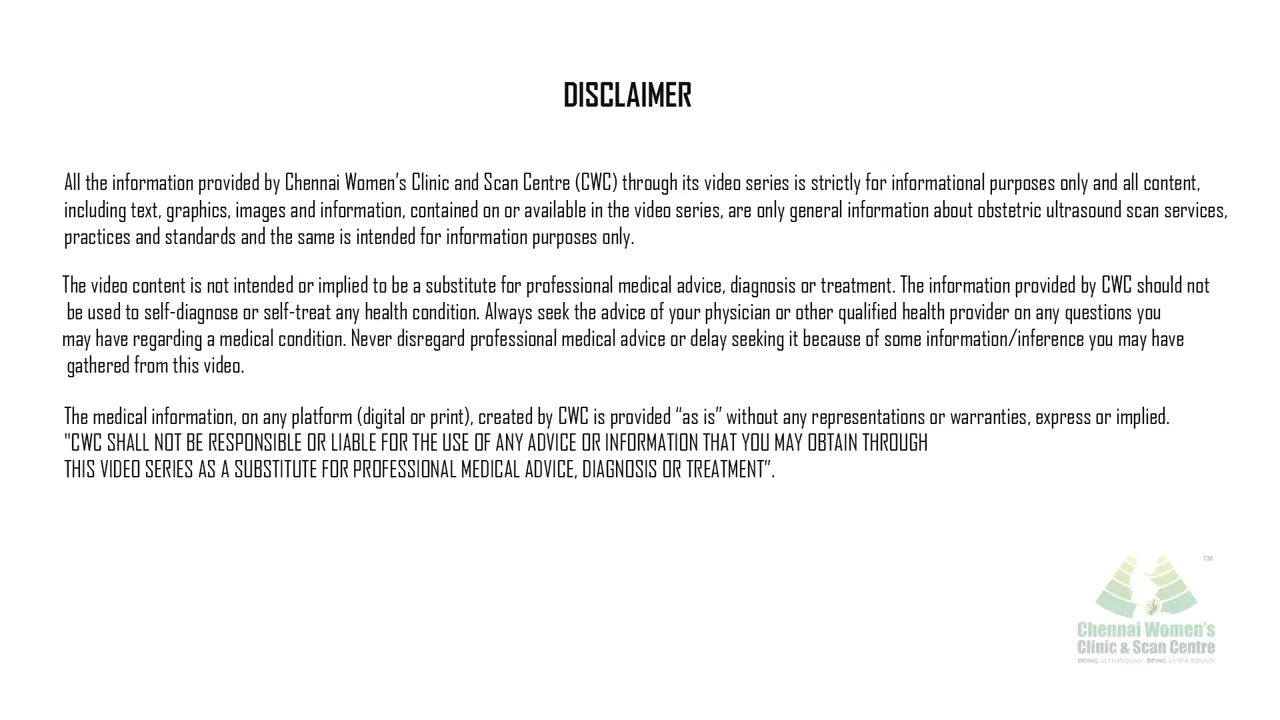 DISCLAIMER
All the information provided by Chennai Women's Clinic and Scan Centre (CWC) through its video series is strictly for informational purposes only and all content,
including text, graphics, images and information, contained on or available in the video series, are only general information about obstetric ultrasound scan services,
practices and standards and the same is intended for information purposes only.
The video content is not intended or implied to be a substitute for professional medical advice, diagnosis or treatment. The information provided by CWC should not
be used to self-diagnose or self-treat any health condition. Always seek the advice of your physician or other qualified health provider on any questions you
may have regarding a medical condition. Never disregard professional medical advice or delay seeking it because of some information/inference you may have
gathered from this video.
The medical information, on any platform (digital or print), created by CWC is provided “as is” without any representations or warranties, express or implied.
"CWC SHALL NOT BE RESPONSIBLE OR LIABLE FOR THE USE OF ANY ADVICE OR INFORMATION THAT YOU MAY OBTAIN THROUGH
THIS VIDEO SERIES AS A SUBSTITUTE FOR PROFESSIONAL MEDICAL ADVICE, DIAGNOSIS OR TREATMENT”.
TM
Chennai Women's
Clinic & Scan Centre
DOING ULTRASOUND BEING ULTRA SOUND!